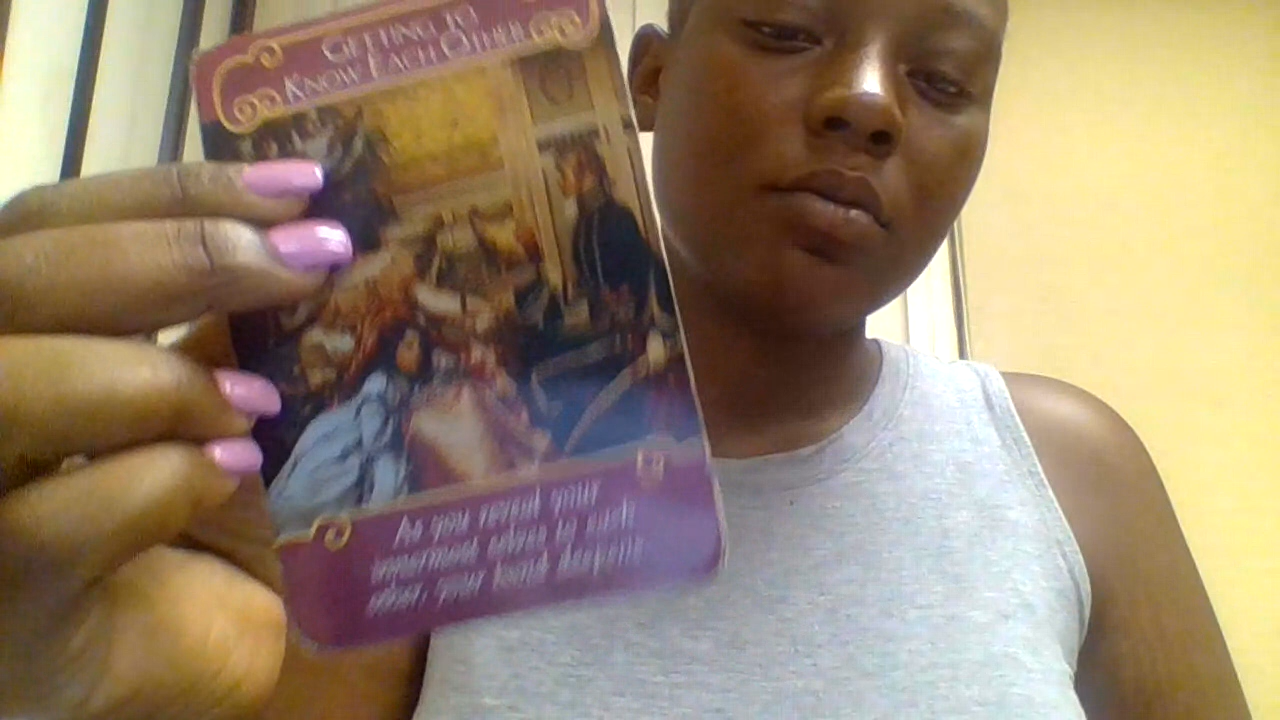 GETTING TO
KNOW EACH OTHER
As you reveal your
innermost selves to each
other, your bond deepens.